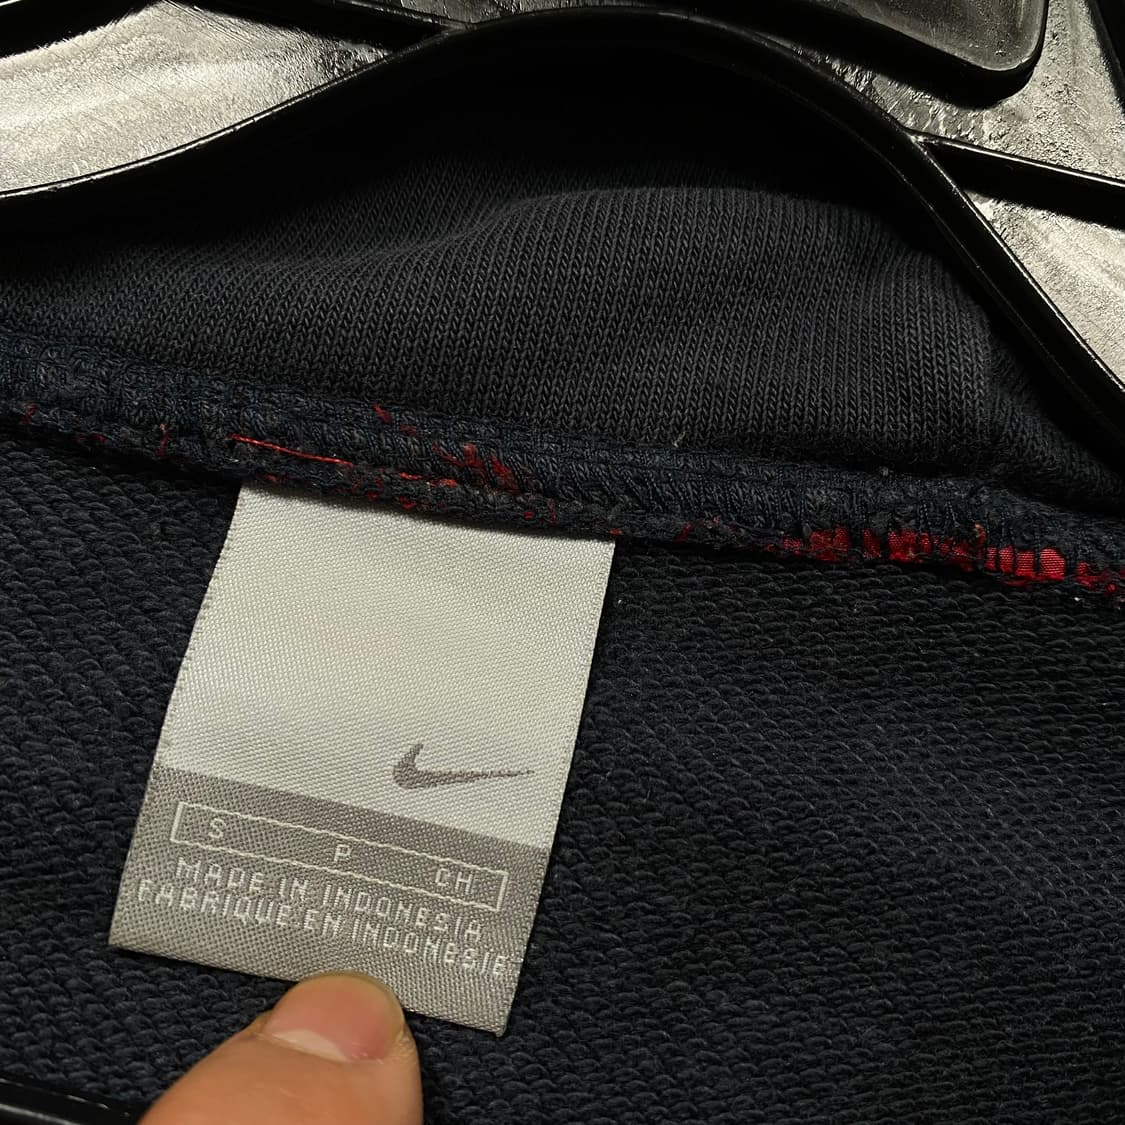 S P CH
MADE IN INDONESIA
FABRIQUE EN INDONESIE